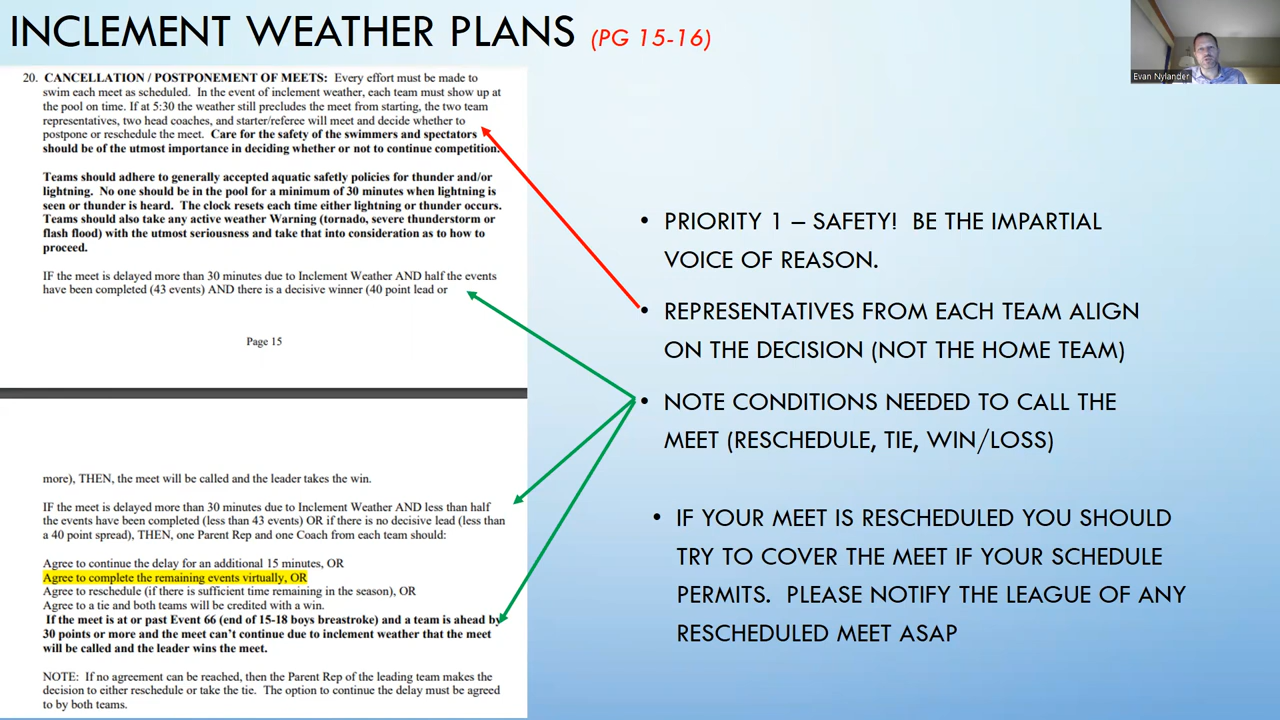 INCLEMENT WEATHER PLANS (PG 15-16)
Evan Nylander
20. CANCELLATION / POSTPONEMENT OF MEETS: Every effort must be made to
swim each meet as scheduled. In the event of inclement weather, each team must show up at
the pool on time. If at 5:30 the weather still precludes the meet from starting, the two team
representatives, two head coaches, and starter/referee will meet and decide whether to
postpone or reschedule the meet. Care for the safety of the swimmers and spectators
should be of the utmost importance in deciding whether or not to continue competition.
Teams should adhere to generally accepted aquatic safetly policies for thunder and/or
lightning. No one should be in the pool for a minimum of 30 minutes when lightning is
seen or thunder is heard. The clock resets each time either lightning or thunder occurs.
Teams should also take any active weather Warning (tornado, severe thunderstorm or
flash flood) with the utmost seriousness and take that into consideration as to how to
proceed.
IF the meet is delayed more than 30 minutes due to Inclement Weather AND half the events
have been completed (43 events) AND there is a decisive winner (40 point lead or
Page 15
more), THEN, the meet will be called and the leader takes the win.
IF the meet is delayed more than 30 minutes due to Inclement Weather AND less than half
the events have been completed (less than 43 events) OR if there is no decisive lead (less than
a 40 point spread), THEN, one Parent Rep and one Coach from each team should:
Agree to continue the delay for an additional 15 minutes, OR
Agree to complete the remaining events virtually, OR
Agree to reschedule (if there is sufficient time remaining in the season), OR
Agree to a tie and both teams will be credited with a win.
If the meet is at or past Event 66 (end of 15-18 boys breastroke) and a team is ahead by
30 points or more and the meet can't continue due to inclement weather that the meet
will be called and the leader wins the meet.
NOTE: If no agreement can be reached, then the Parent Rep of the leading team makes the
decision to either reschedule or take the tie. The option to continue the delay must be agreed
to by both teams.
• PRIORITY 1 – SAFETY! BE THE IMPARTIAL
VOICE OF REASON.
• REPRESENTATIVES FROM EACH TEAM ALIGN
ON THE DECISION (NOT THE HOME TEAM)
• NOTE CONDITIONS NEEDED TO CALL THE
MEET (RESCHEDULE, TIE, WIN/LOSS)
• IF YOUR MEET IS RESCHEDULED YOU SHOULD
TRY TO COVER THE MEET IF YOUR SCHEDULE
PERMITS. PLEASE NOTIFY THE LEAGUE OF ANY
RESCHEDULED MEET ASAP